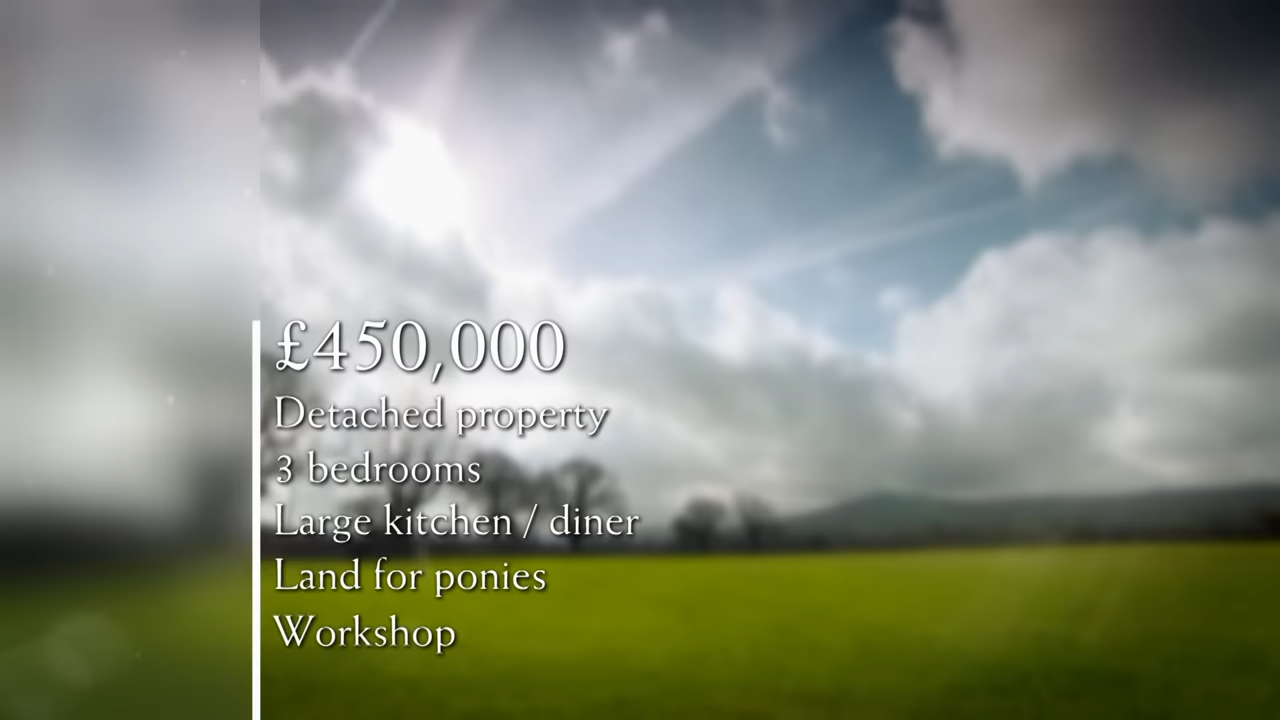 £450,000
Detached property
3 bedrooms
Large kitchen / diner
Land for ponies
Workshop